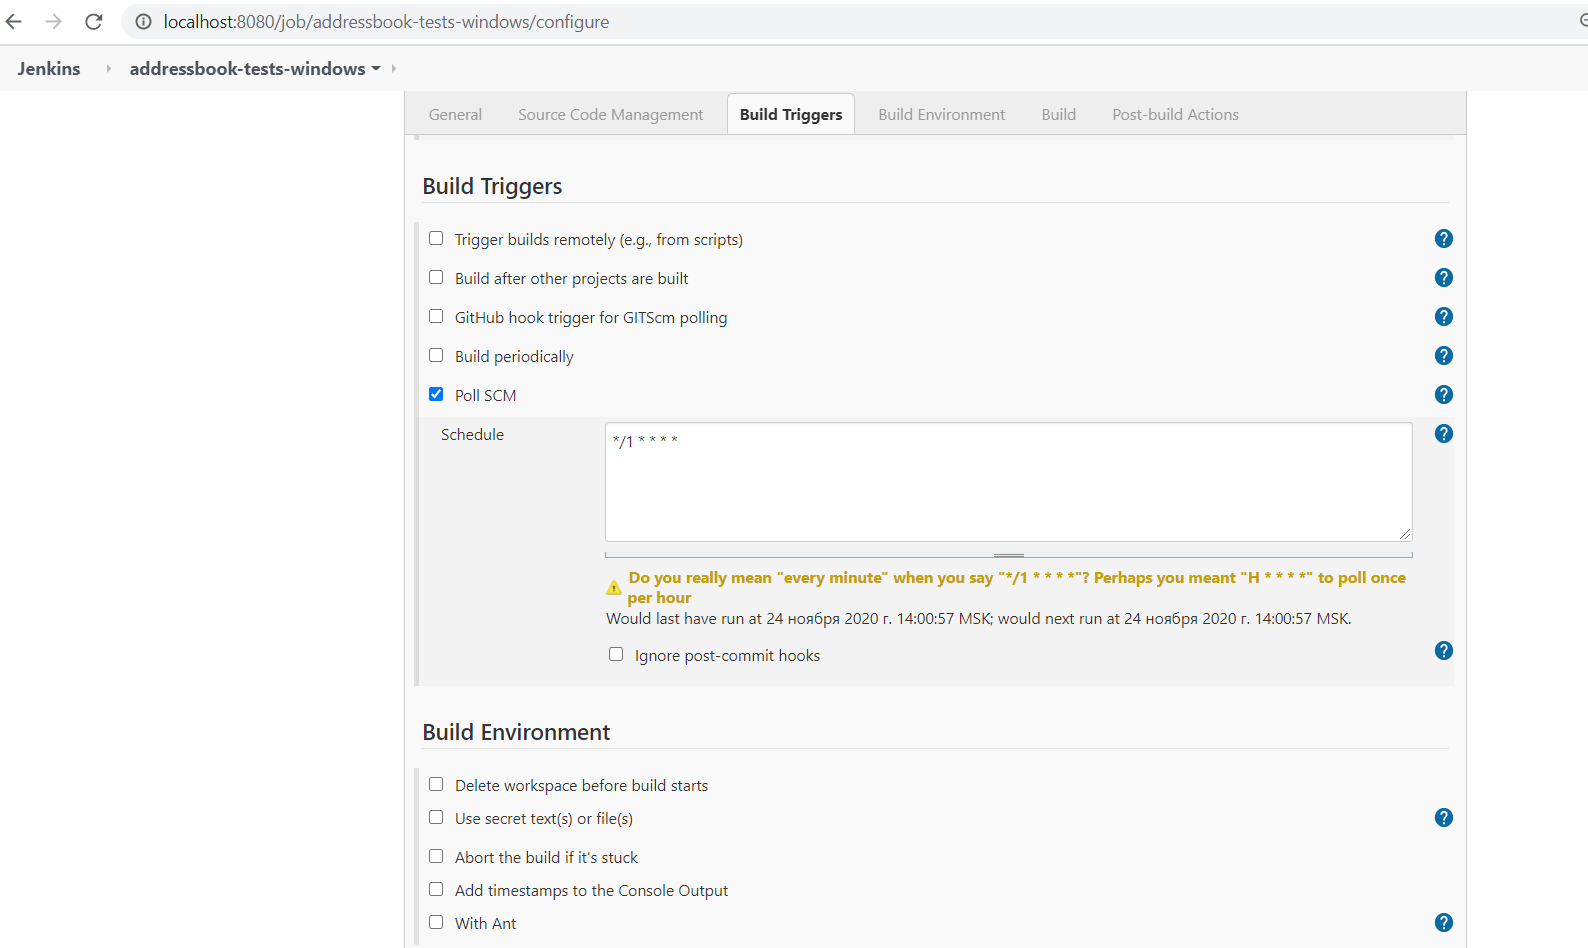 localhost:8080/job/addressbook-tests-windows/configure
Jenkins addressbook-tests-windows
General Source Code Management Build Triggers Build Environment Build Post-build Actions
Build Triggers
Trigger builds remotely (e.g., from scripts)
Build after other projects are built
GitHub hook trigger for GITScm polling
Build periodically
Poll SCM
Schedule
*/1 * * * *
Do you really mean "every minute" when you say "*/1 * * * *"? Perhaps you meant "H * * * *" to poll once
per hour
Would last have run at 24 ноября 2020 г. 14:00:57 MSK; would next run at 24 ноября 2020 г. 14:00:57 MSK.
Ignore post-commit hooks
Build Environment
Delete workspace before build starts
Use secret text(s) or file(s)
Abort the build if it's stuck
Add timestamps to the Console Output
With Ant